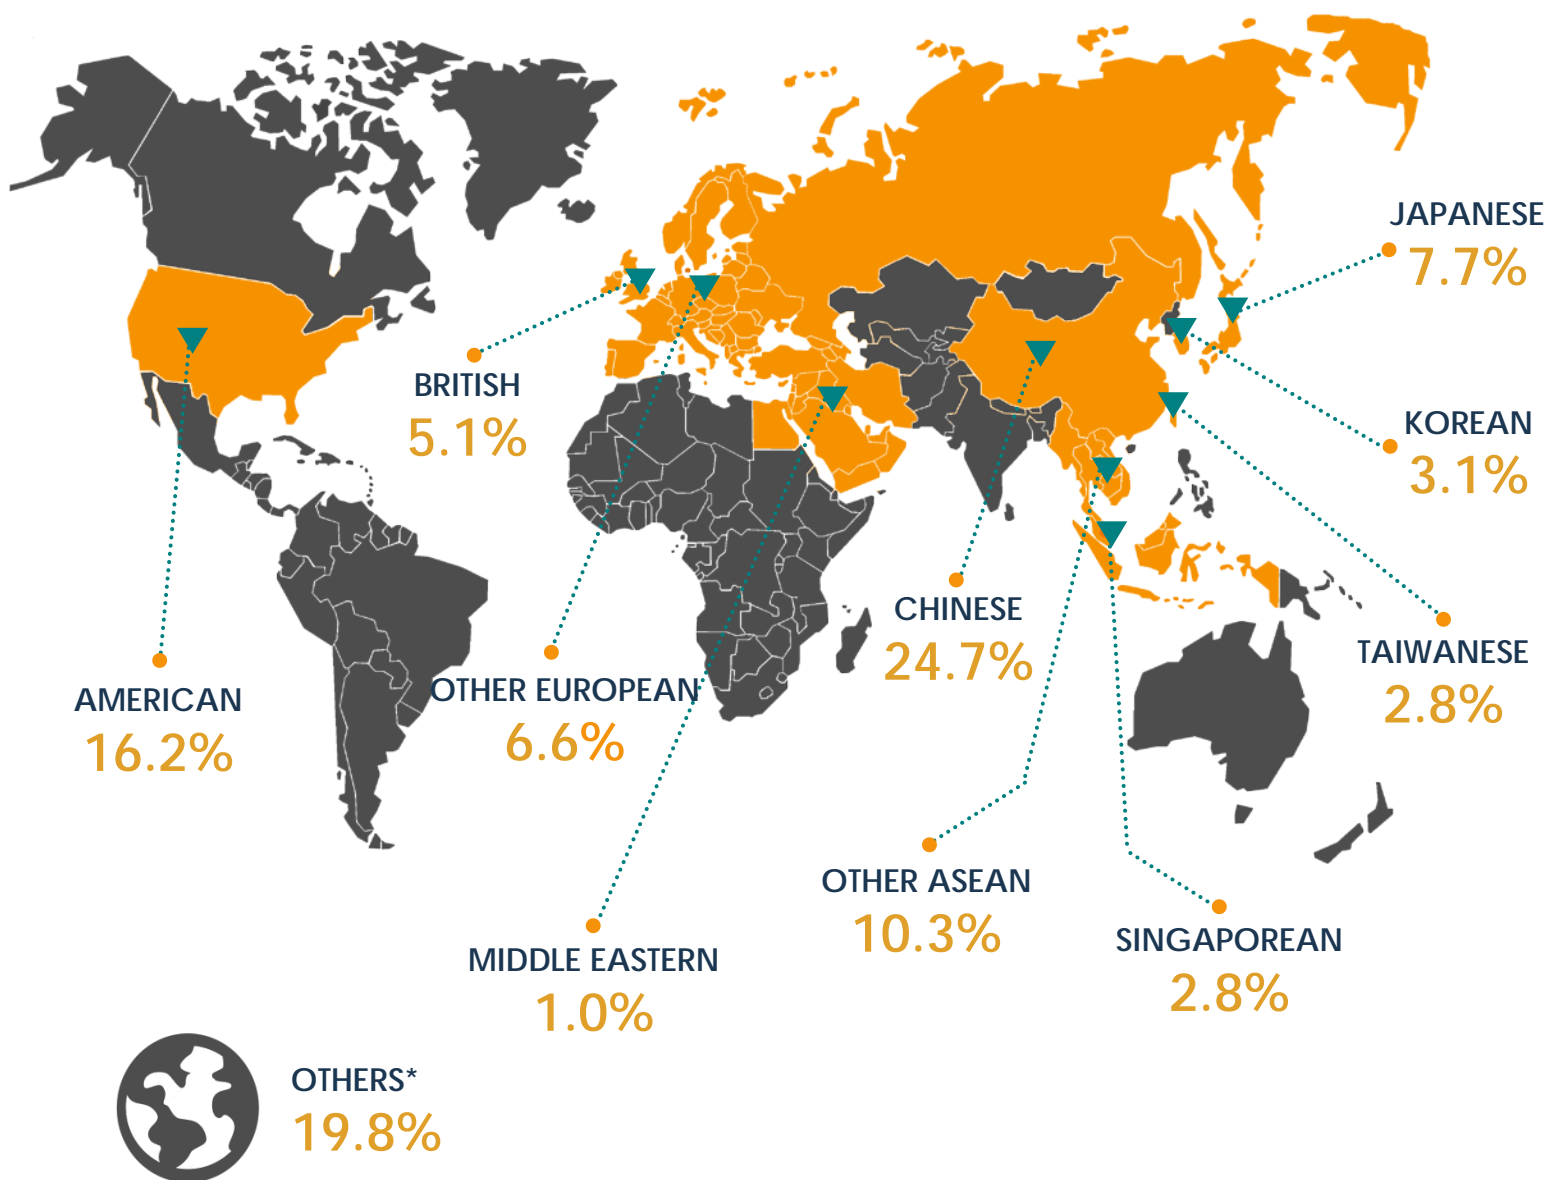 JAPANESE
7.7%
BRITISH
5.1%
KOREAN
3.1%
CHINESE
24.7%
TAIWANESE
2.8%
AMERICAN
16.2%
OTHER EUROPEAN
6.6%
OTHER ASEAN
10.3%
SINGAPOREAN
2.8%
MIDDLE EASTERN
1.0%
OTHERS*
19.8%